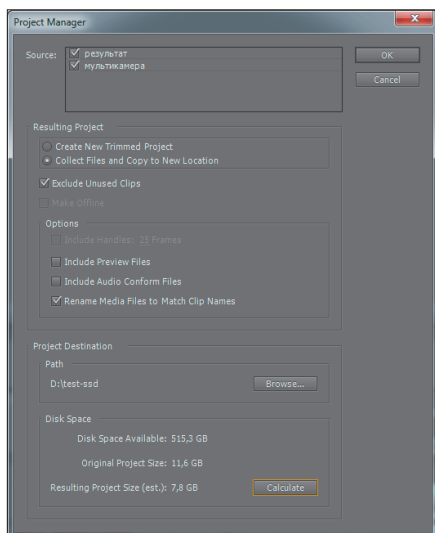 Project Manager
Source:
результат
мультикамера
OK
Cancel
Resulting Project
Create New Trimmed Project
Collect Files and Copy to New Location
Exclude Unused Clips
Make Offline
Options
Include Handles: 25 Frames
Include Preview Files
Include Audio Conform Files
Rename Media Files to Match Clip Names
Project Destination
Path
D:\test-ssd
Browse...
Disk Space
Disk Space Available: 515,3 GB
Original Project Size: 11,6 GB
Resulting Project Size (est.): 7,8 GB
Calculate